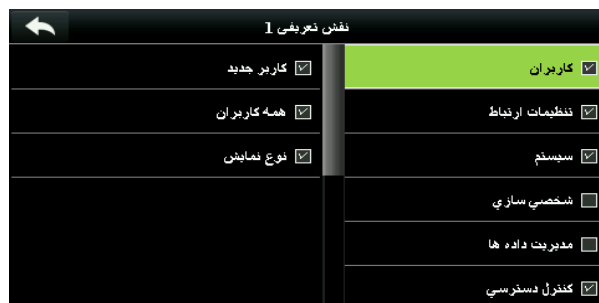 نقش تعریفی 1
کاربران
تنظیمات ارتباط
سیستم
شخصي سازي
مدیریت داده ها
کنترل دسترسي
کاربر جدید
همه کاربران
نوع نمایش